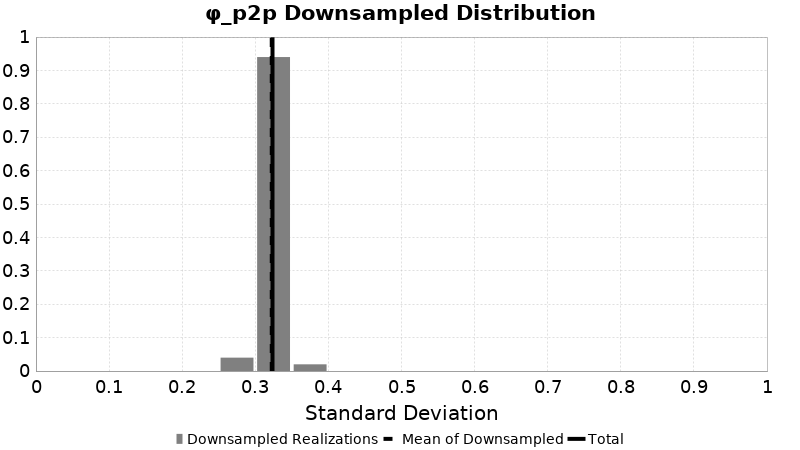 φ_p2p Downsampled Distribution
1
0.9
0.8
0.7
0.6
0.5
0.4
0.3
0.2
0.1
0
0 0.1 0.2 0.3 0.4 0.5 0.6 0.7 0.8 0.9 1
Standard Deviation
Downsampled Realizations Mean of Downsampled Total